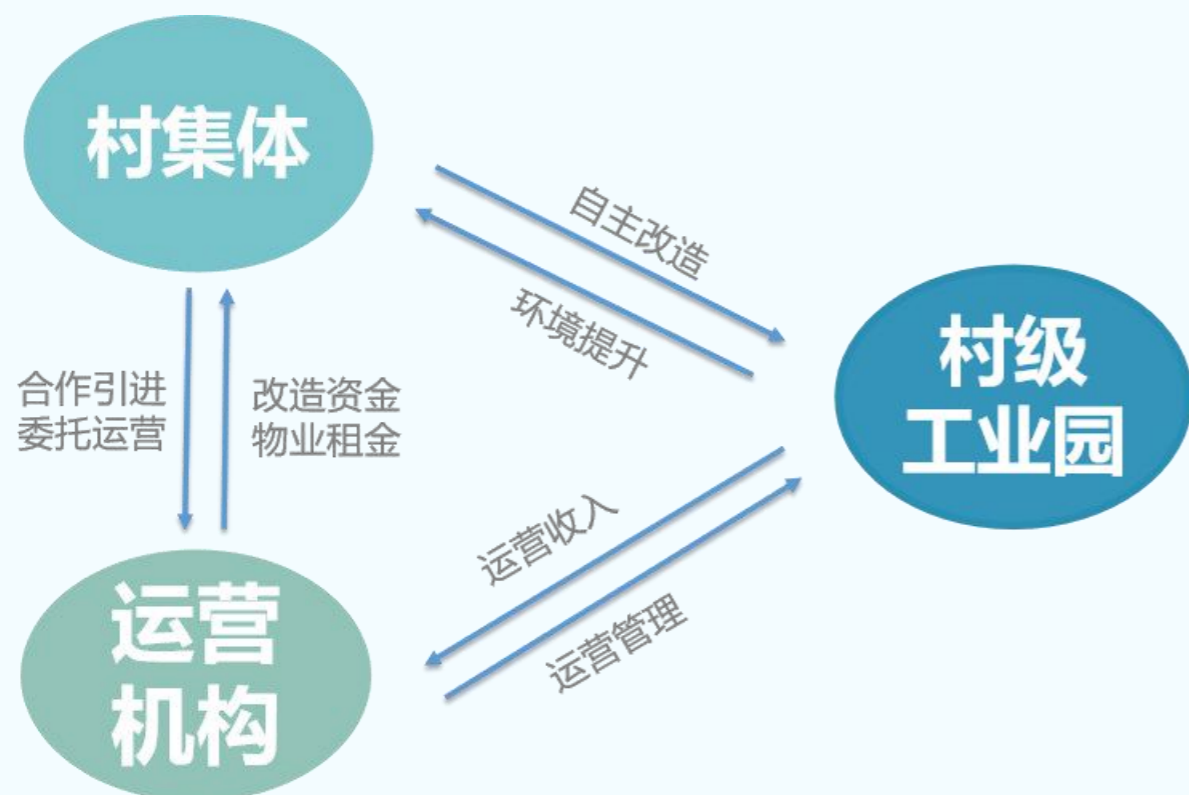 村集体
自主改造
环境提升
村级
工业园
合作引进
委托运营
改造资金
物业租金
运营收入
运营管理
运营
机构